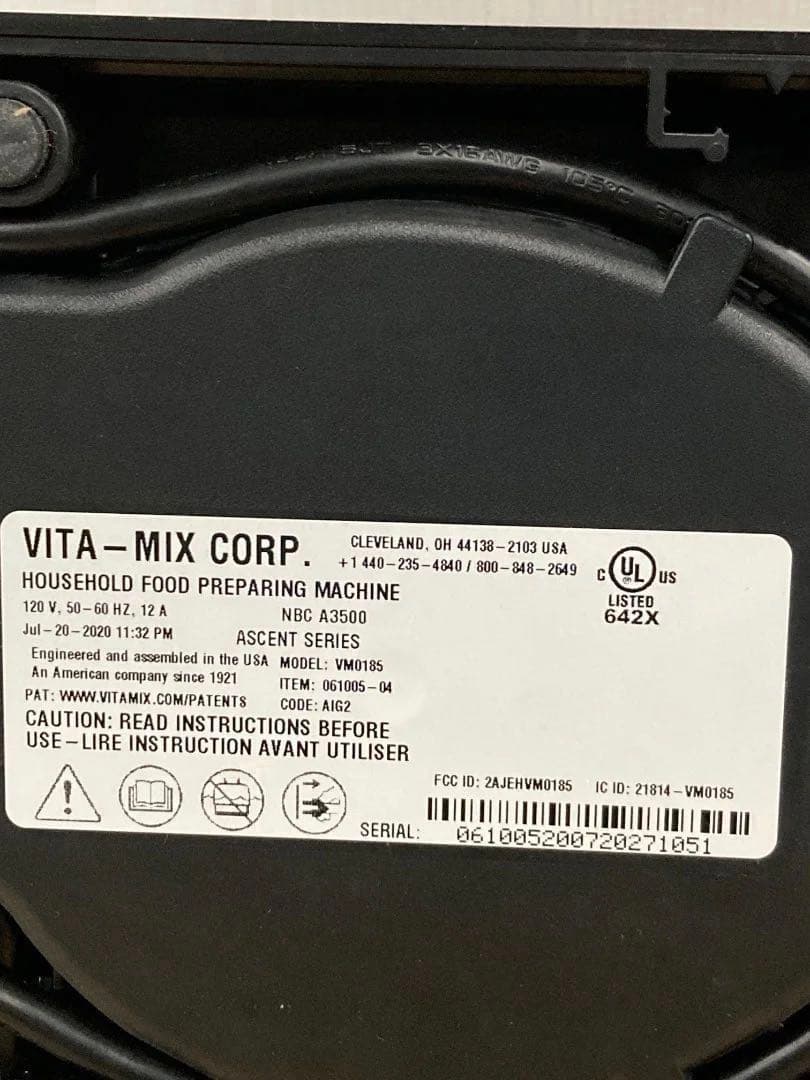 SJT 3X16AWG 105°C
VITA-MIX CORP.
CLEVELAND, OH 44138-2103 USA
+1 440-235-4840 / 800-848-2649
HOUSEHOLD FOOD PREPARING MACHINE
C UL US
LISTED
642X
120 V, 50-60 HZ, 12 A
NBC A3500
Jul-20-2020 11:32 PM
ASCENT SERIES
Engineered and assembled in the USA
MODEL: VM0185
An American company since 1921
ITEM: 061005-04
PAT: WWW.VITAMIX.COM/PATENTS
CODE: AIG2
CAUTION: READ INSTRUCTIONS BEFORE
USE-LIRE INSTRUCTION AVANT UTILISER
FCC ID: 2AJEHVM0185 IC ID: 21814-VM0185
SERIAL: 061005200720271051